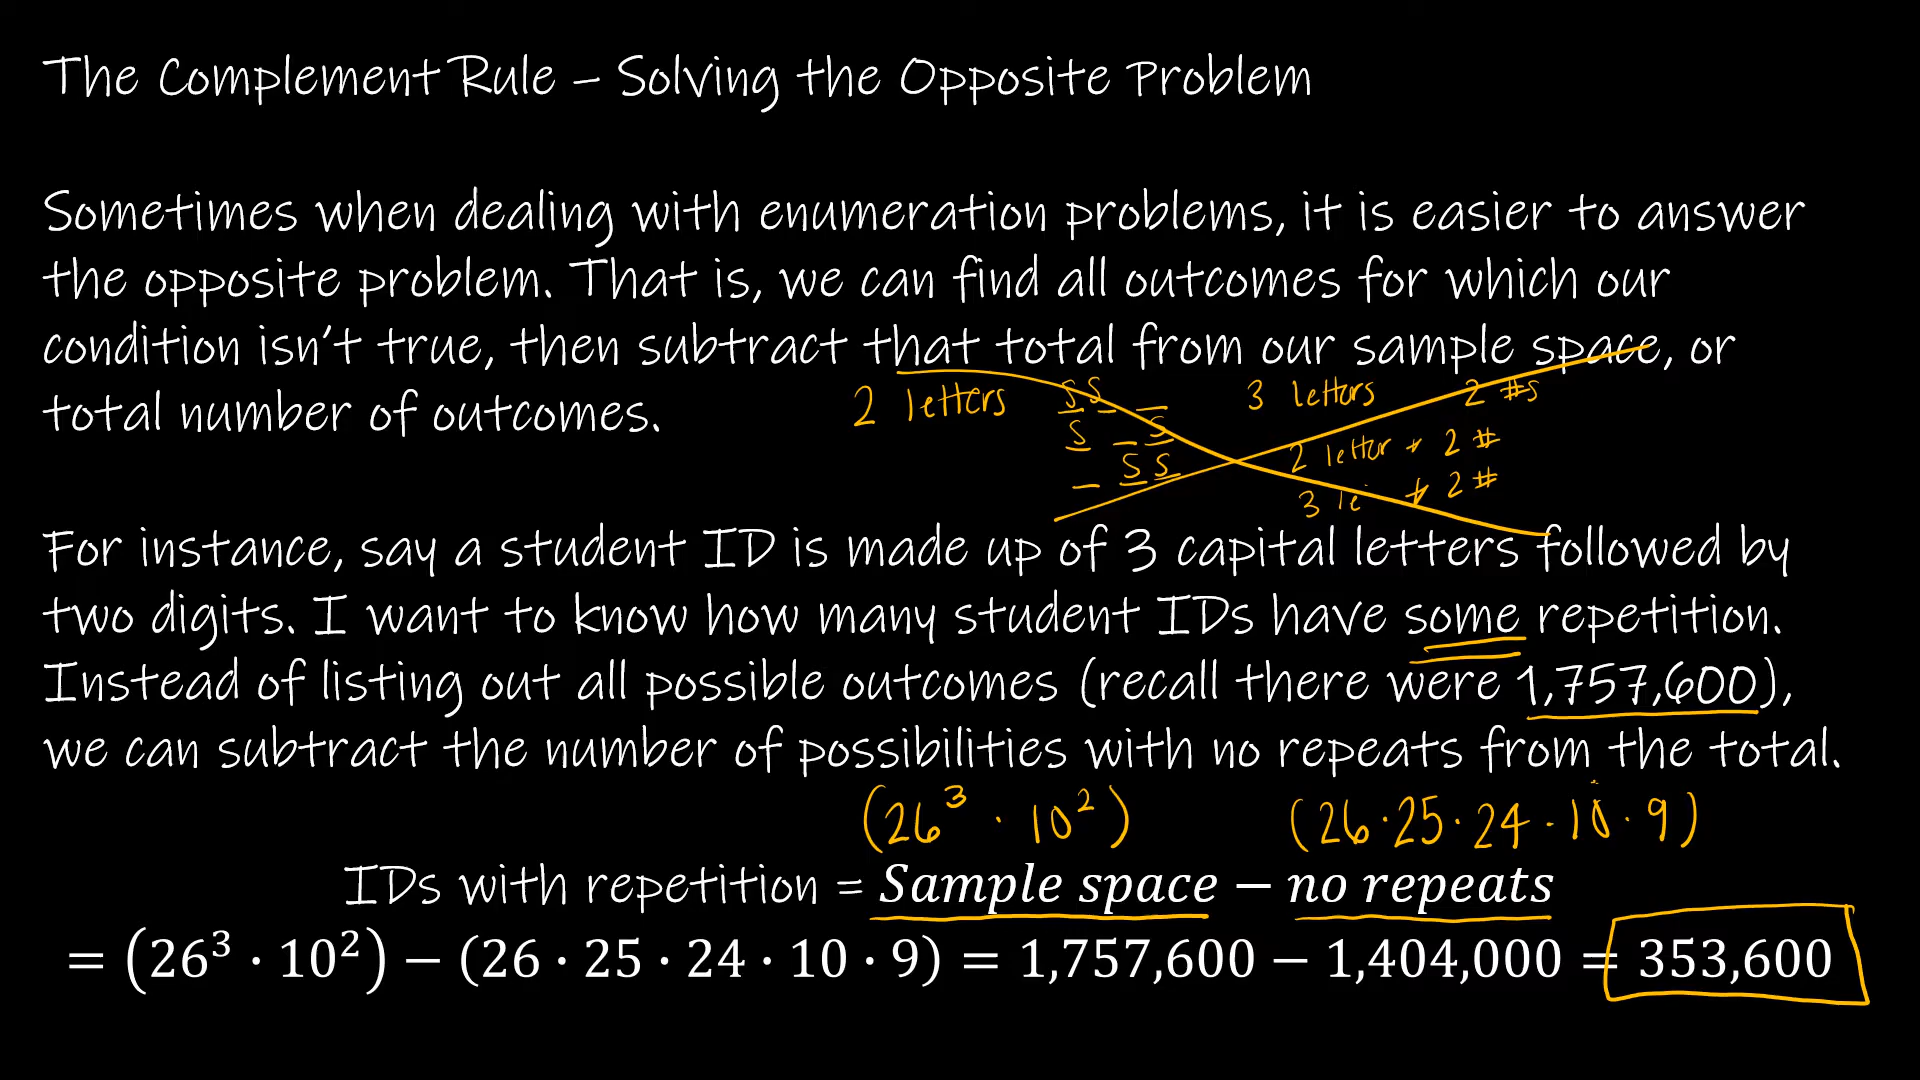 The Complement Rule – Solving the Opposite Problem
Sometimes when dealing with enumeration problems, it is easier to answer
the opposite problem. That is, we can find all outcomes for which our
condition isn't true, then subtract that total from our sample space, or
total number of outcomes.
2 letters S S _ 3 letters 2 #s
S _ S 2 letter + 2 #
_ S S 3 le + 2 #
For instance, say a student ID is made up of 3 capital letters followed by
two digits. I want to know how many student IDs have some repetition.
Instead of listing out all possible outcomes (recall there were 1,757,600),
we can subtract the number of possibilities with no repeats from the total.
(26³ · 10²) (26·25·24·10·9)
IDs with repetition = Sample space − no repeats
= (26³ · 10²) − (26 · 25 · 24 · 10 · 9) = 1,757,600 − 1,404,000 = 353,600